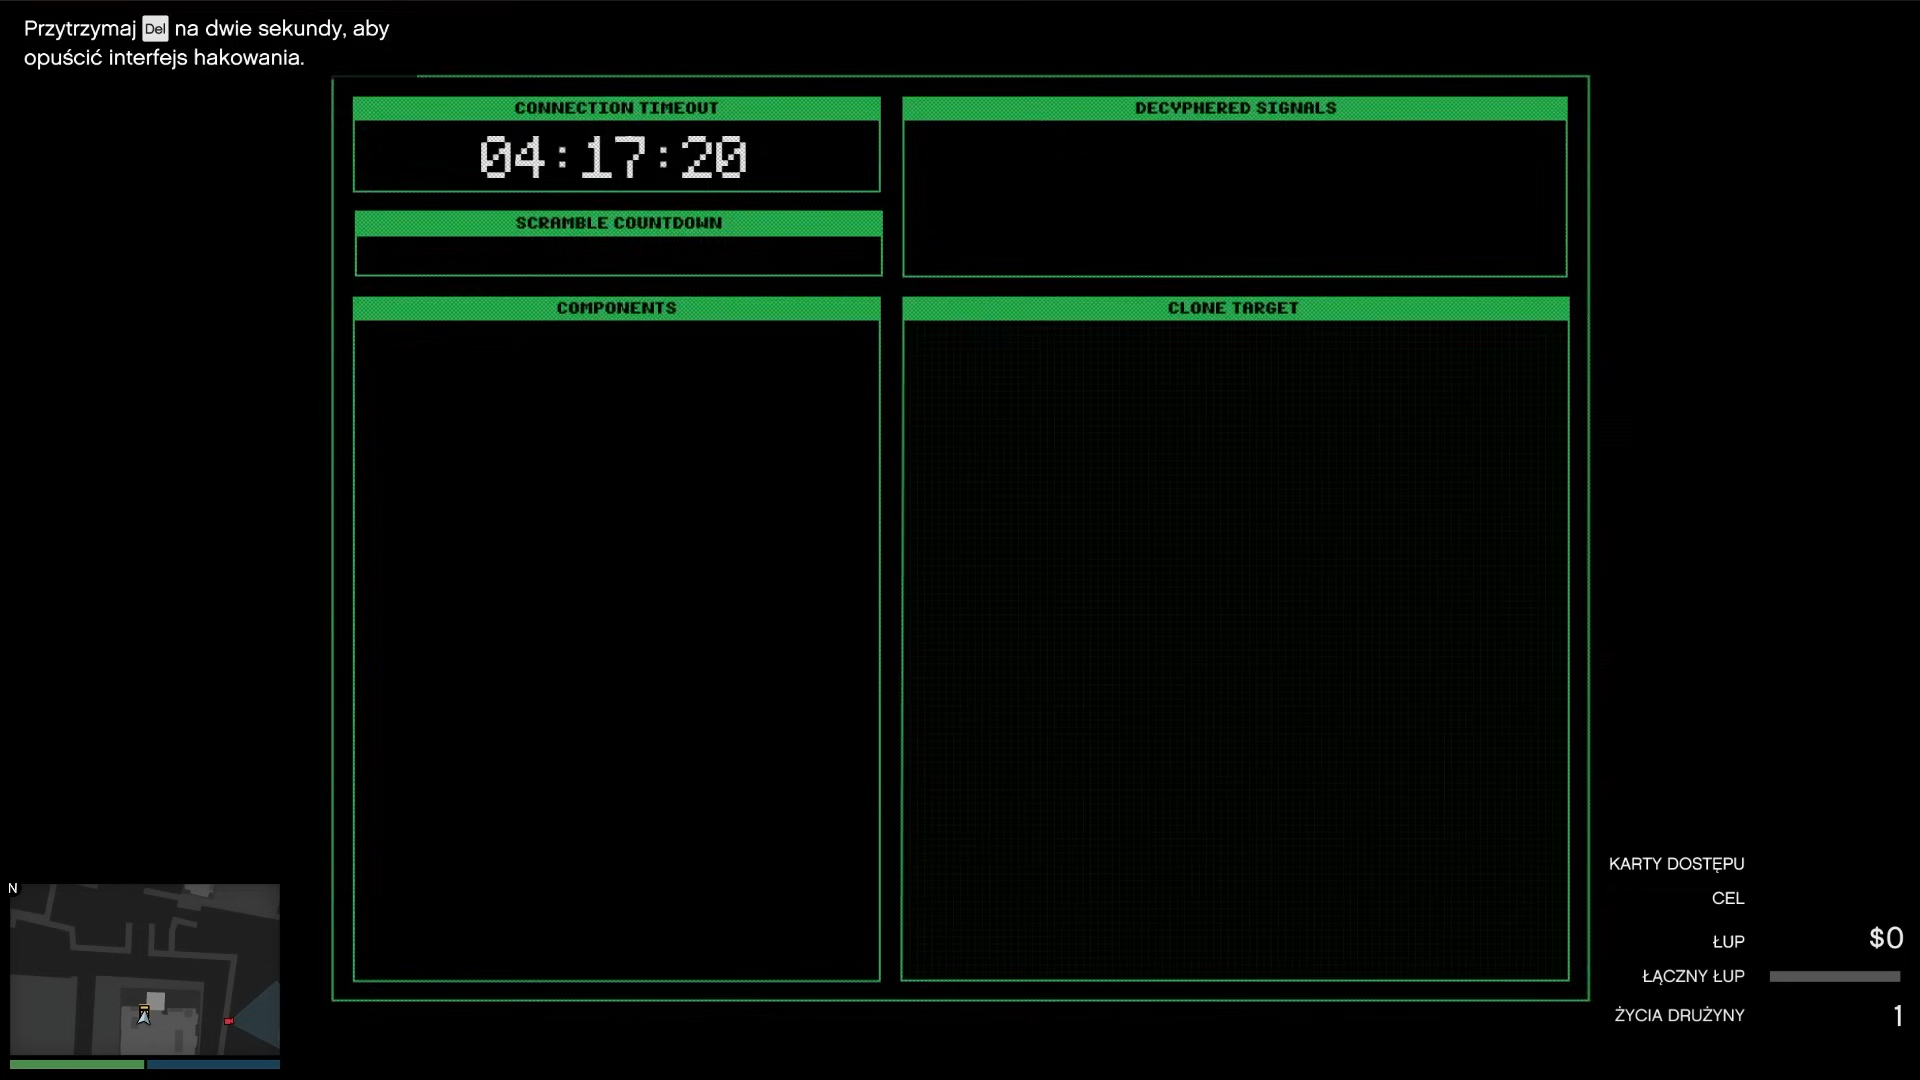 Przytrzymaj Del na dwie sekundy, aby
opuścić interfejs hakowania.
CONNECTION TIMEOUT
04:17:20
DECYPHERED SIGNALS
SCRAMBLE COUNTDOWN
COMPONENTS
CLONE TARGET
N
KARTY DOSTĘPU
CEL
ŁUP $0
ŁĄCZNY ŁUP
ŻYCIA DRUŻYNY 1